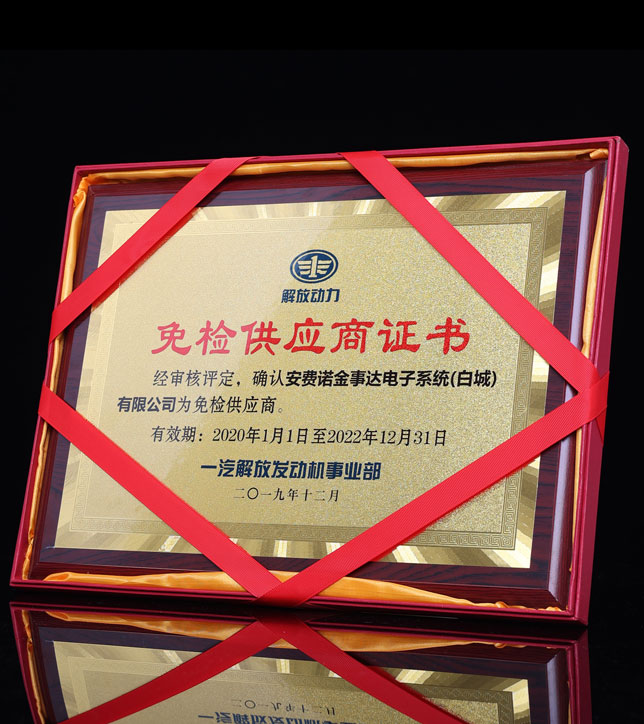 解放动力
免检供应商证书
经审核评定，确认安费诺金事达电子系统(白城)
有限公司为免检供应商。
有效期：2020年1月1日至2022年12月31日
一汽解放发动机事业部
二〇一九年十二月